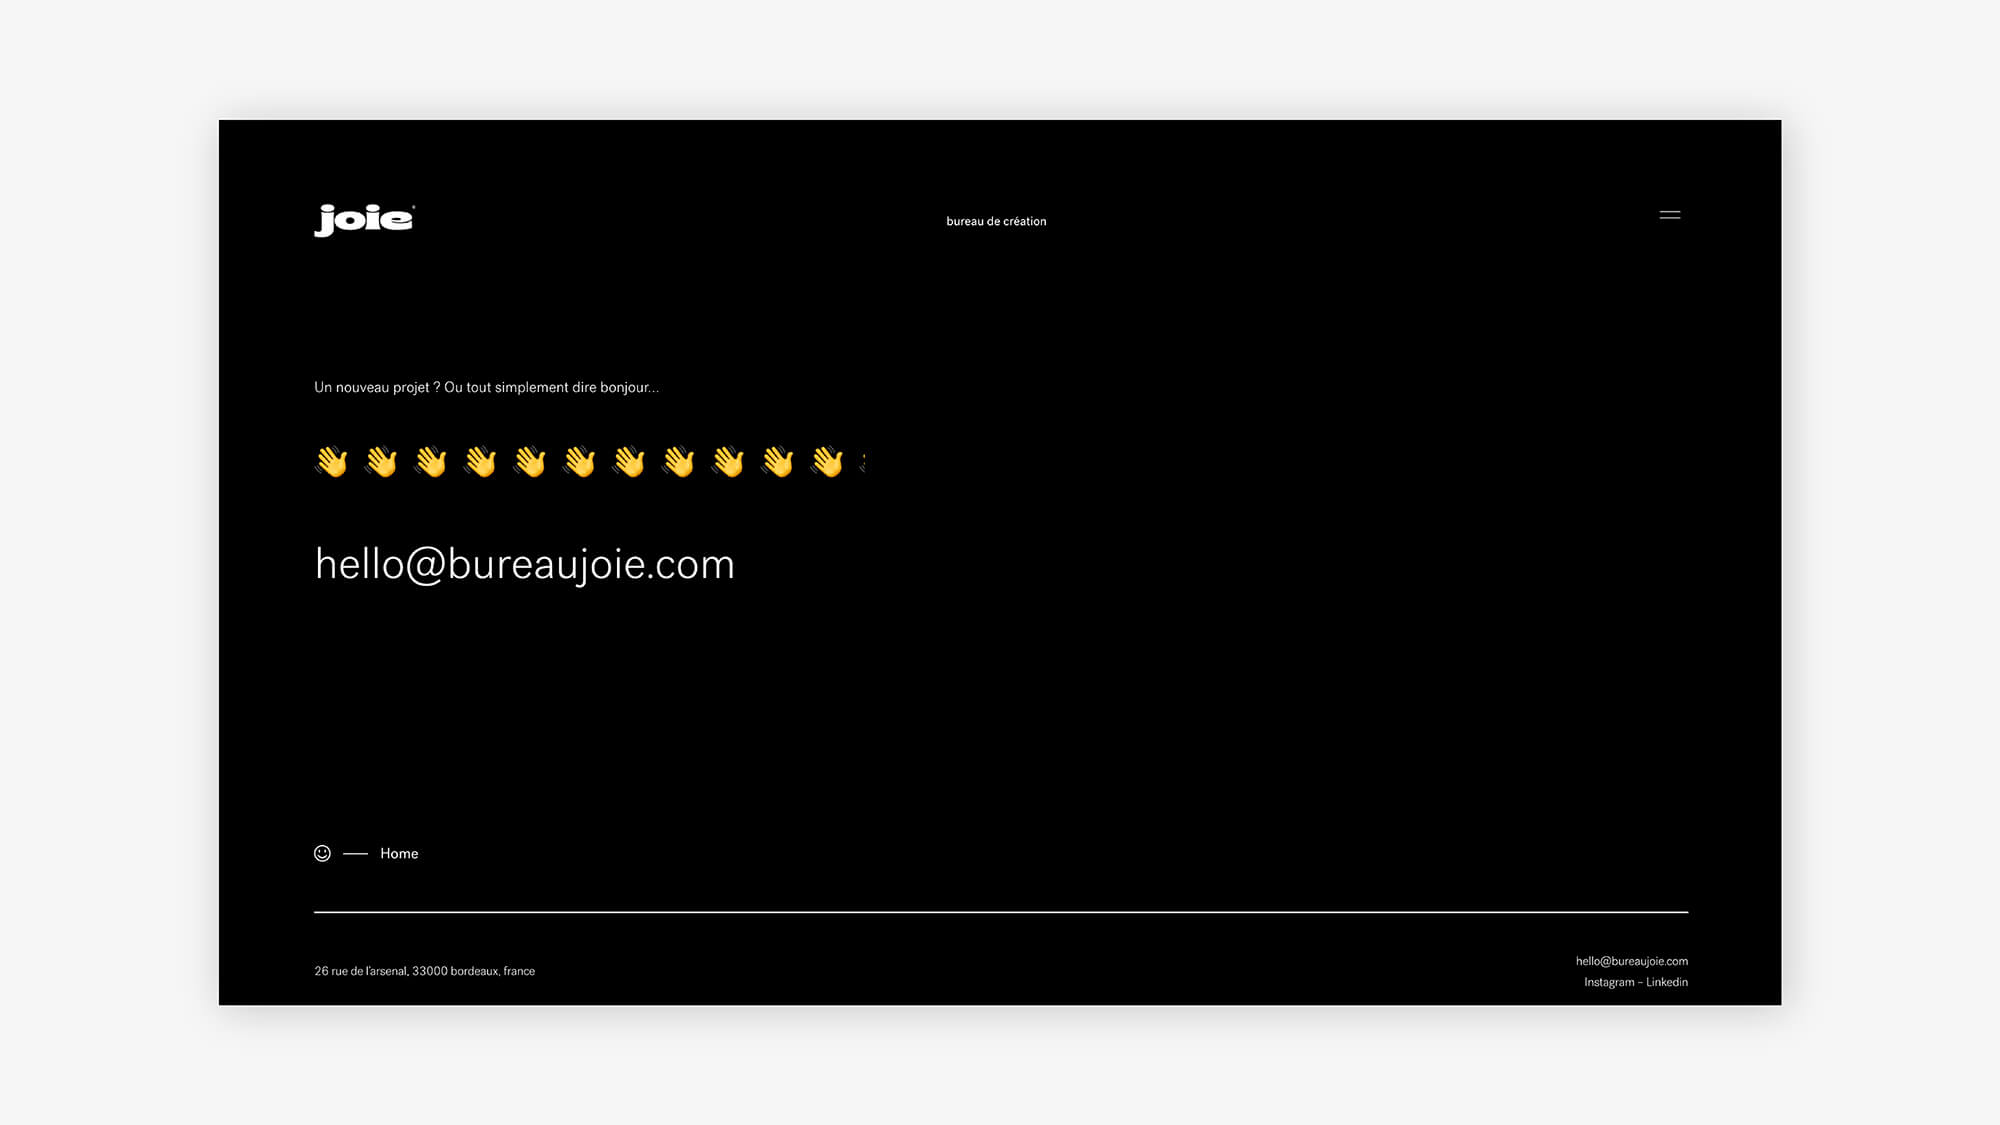 joie
bureau de création
Un nouveau projet ? Ou tout simplement dire bonjour...
👋 👋 👋 👋 👋 👋 👋 👋 👋 👋 👋
hello@bureaujoie.com
Home
26 rue de l'arsenal, 33000 bordeaux, france
hello@bureaujoie.com
Instagram – Linkedin